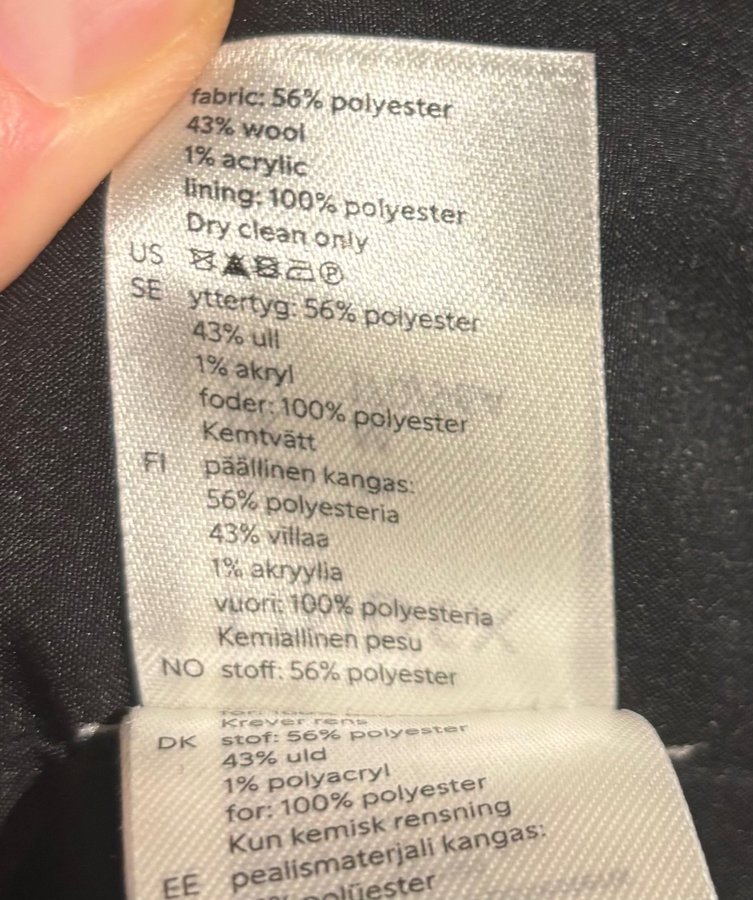 fabric: 56% polyester
43% wool
1% acrylic
lining: 100% polyester
Dry clean only
US
SE yttertyg: 56% polyester
43% ull
1% akryl
foder: 100% polyester
Kemtvätt
FI päällinen kangas:
56% polyesteria
43% villaa
1% akryylia
vuori: 100% polyesteria
Kemiallinen pesu
NO stoff: 56% polyester
Krever rens
DK stof: 56% polyester
43% uld
1% polyacryl
for: 100% polyester
Kun kemisk rensning
EE pealismaterjali kangas:
polüester